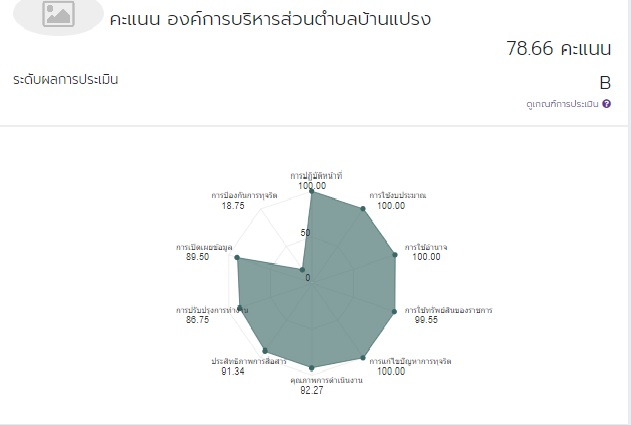 คะแนน องค์การบริหารส่วนตำบลบ้านแปรง
78.66 คะแนน
ระดับผลการประเมิน
B
ดูเกณฑ์การประเมิน
การปฏิบัติหน้าที่
100.00
การป้องกันการทุจริต
18.75
การใช้งบประมาณ
100.00
50
การเปิดเผยข้อมูล
89.50
การใช้อำนาจ
100.00
0
การปรับปรุงการทำงาน
86.75
การใช้ทรัพย์สินของราชการ
99.55
ประสิทธิภาพการสื่อสาร
91.34
การแก้ไขปัญหาการทุจริต
100.00
คุณภาพการดำเนินงาน
92.27